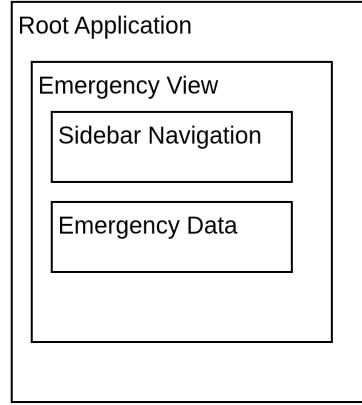 Root Application
Emergency View
Sidebar Navigation
Emergency Data